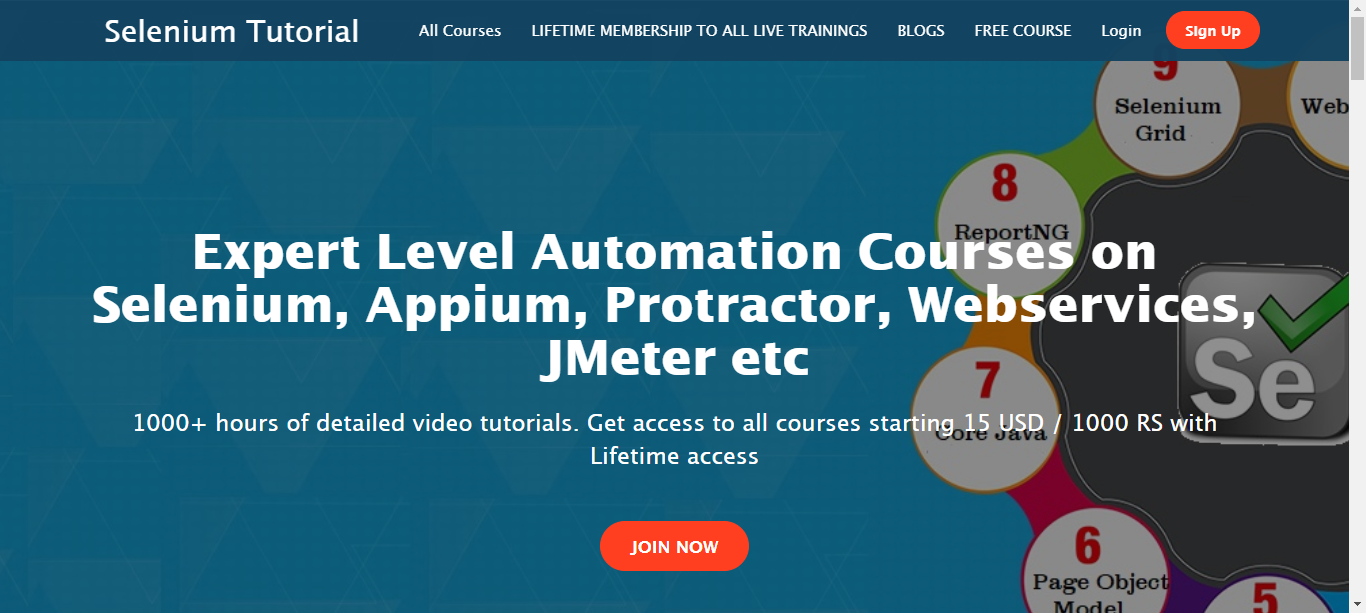 Selenium Tutorial
All Courses
LIFETIME MEMBERSHIP TO ALL LIVE TRAININGS
BLOGS
FREE COURSE
Login
Sign Up
9
Selenium
Grid
Web
8
ReportNG
Expert Level Automation Courses on
Selenium, Appium, Protractor, Webservices,
JMeter etc
Se
7
Core Java
1000+ hours of detailed video tutorials. Get access to all courses starting 15 USD / 1000 RS with
Lifetime access
JOIN NOW
6
Page Object
Model
5